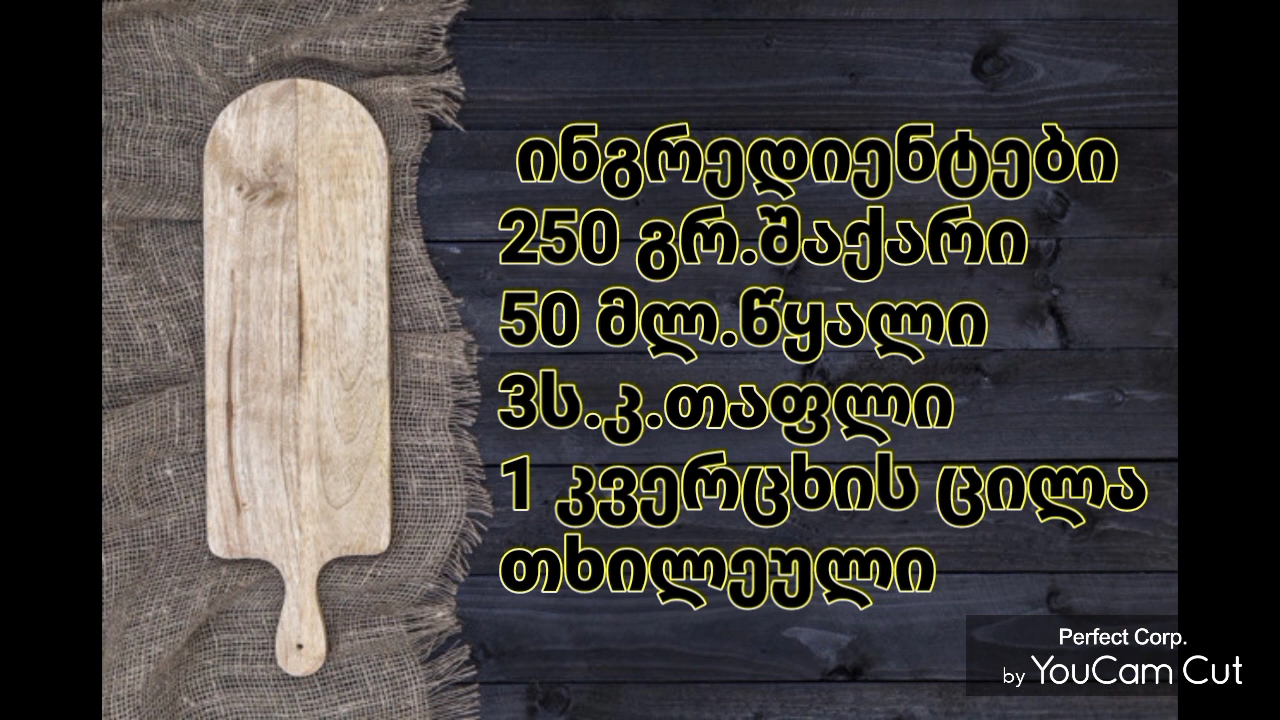 ინგრედიენტები
250 გრ.შაქარი
50 მლ.წყალი
3ს.კ.თაფლი
1 კვერცხის ცილა
თხილეული
Perfect Corp.
by YouCam Cut